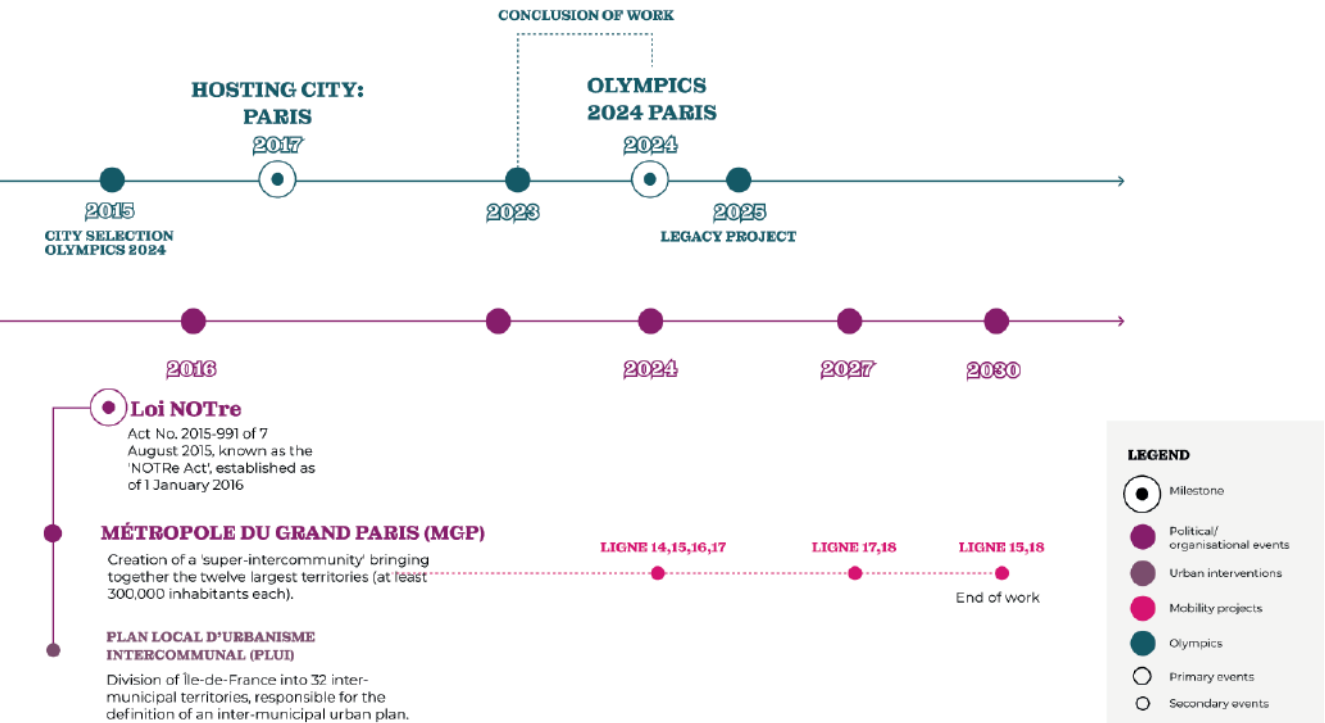 CONCLUSION OF WORK
HOSTING CITY:
PARIS
2017
OLYMPICS
2024 PARIS
2024
2015
CITY SELECTION
OLYMPICS 2024
2023
2025
LEGACY PROJECT
2016
2024
2027
2030
Loi NOTre
Act No. 2015-991 of 7
August 2015, known as the
'NOTRe Act', established as
of 1 January 2016
MÉTROPOLE DU GRAND PARIS (MGP)
Creation of a 'super-intercommunity' bringing
together the twelve largest territories (at least
300,000 inhabitants each).
LIGNE 14,15,16,17
LIGNE 17,18
LIGNE 15,18
End of work
PLAN LOCAL D'URBANISME
INTERCOMMUNAL (PLUI)
Division of Île-de-France into 32 inter-
municipal territories, responsible for the
definition of an inter-municipal urban plan.
LEGEND
Milestone
Political/
organisational events
Urban interventions
Mobility projects
Olympics
Primary events
Secondary events